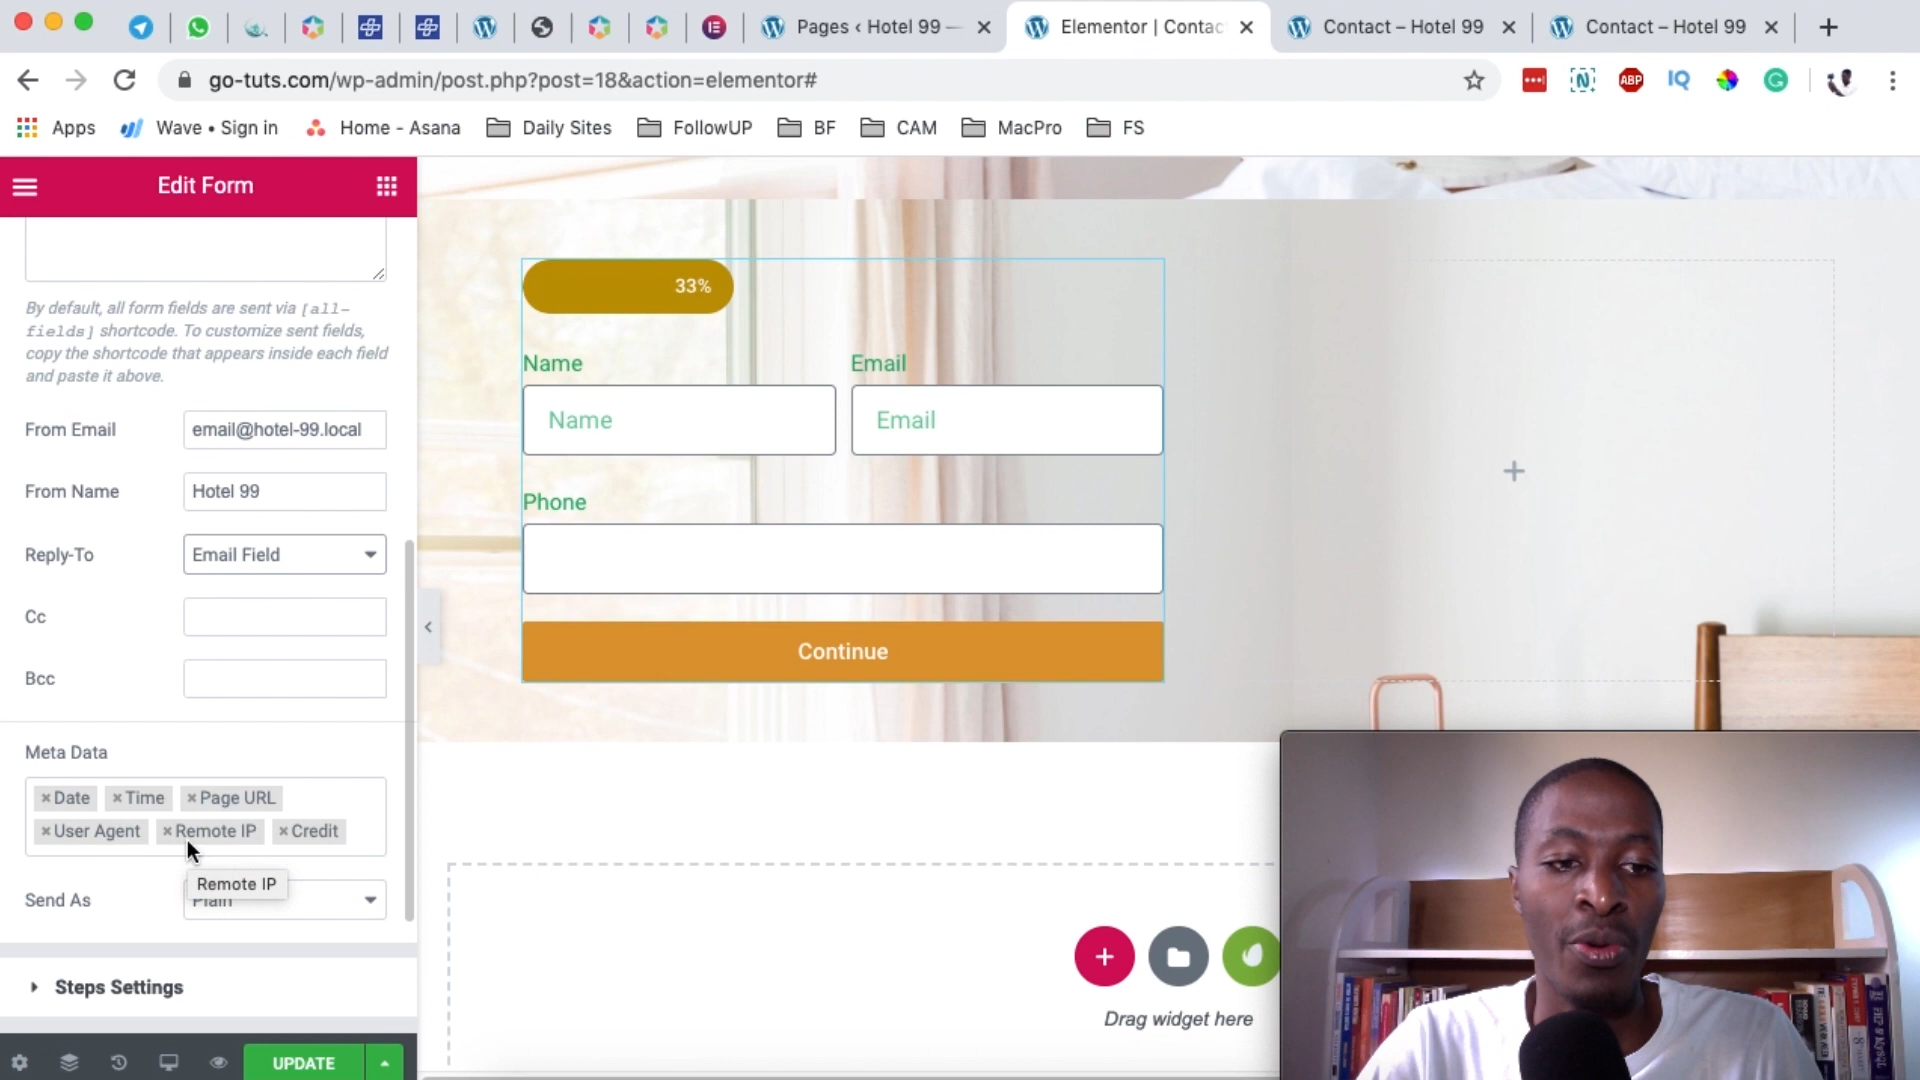 Pages ‹ Hotel 99 —
Elementor | Contac
Contact – Hotel 99
Contact – Hotel 99
go-tuts.com/wp-admin/post.php?post=18&action=elementor#
ABP
IQ
Apps
Wave • Sign in
Home - Asana
Daily Sites
FollowUP
BF
CAM
MacPro
FS
Edit Form
By default, all form fields are sent via [all-
fields] shortcode. To customize sent fields,
copy the shortcode that appears inside each field
and paste it above.
From Email
email@hotel-99.local
From Name
Hotel 99
Reply-To
Email Field
Cc
Bcc
Meta Data
×Date ×Time ×Page URL
×User Agent ×Remote IP ×Credit
Remote IP
Send As
Plain
Steps Settings
UPDATE
33%
Name
Email
Name
Email
Phone
Continue
Drag widget here